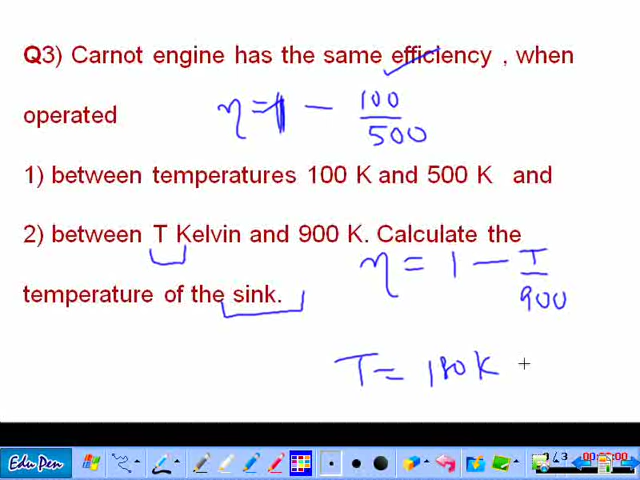 Q3) Carnot engine has the same efficiency , when
operated
η = 1 − 100/500
1) between temperatures 100 K and 500 K and
2) between T Kelvin and 900 K. Calculate the
η = 1 − T/900
temperature of the sink.
T = 180K
Edu Pen